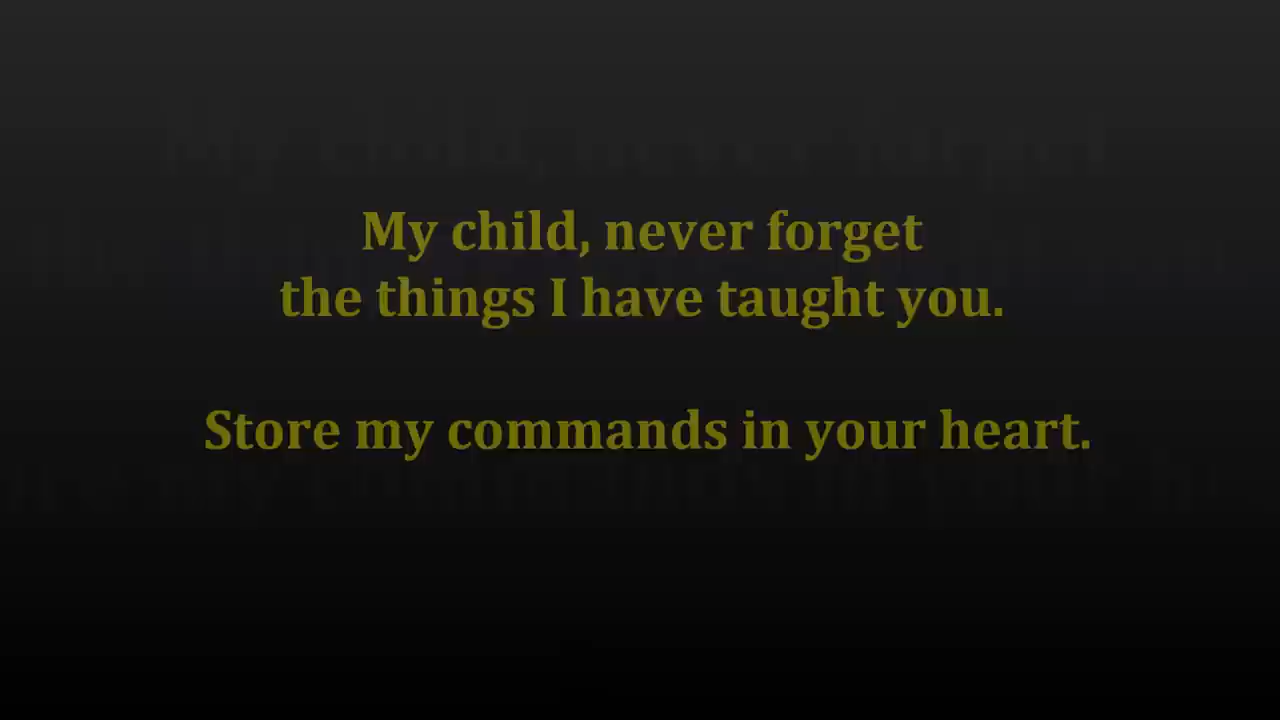 My child, never forget
the things I have taught you.
Store my commands in your heart.